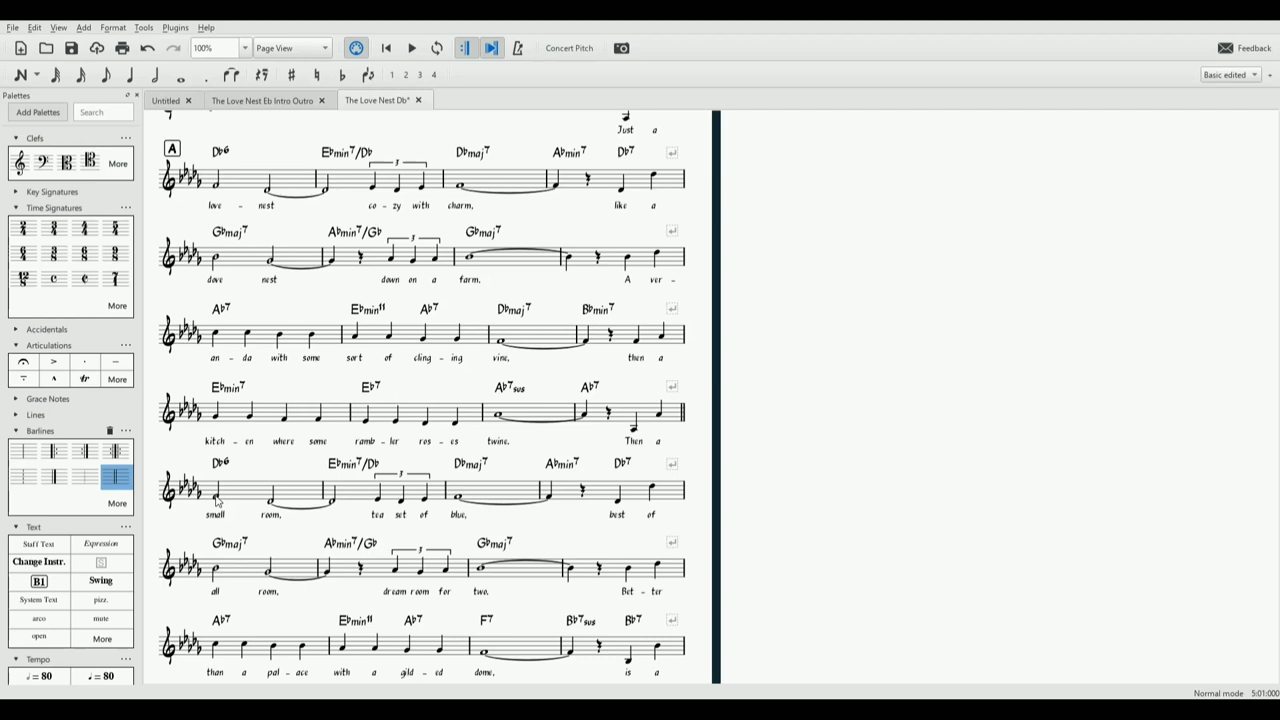 File Edit View Add Format Tools Plugins Help
100% Page View Concert Pitch Feedback
1 2 3 4 Basic edited
Palettes
Untitled The Love Nest Eb Intro Outro The Love Nest Db*
Add Palettes Search
Just a
Clefs
A D♭6 E♭min7/D♭ D♭maj7 A♭min7 D♭7
3
More
Key Signatures
love - nest co - zy with charm, like a
Time Signatures
G♭maj7 A♭min7/G♭ G♭maj7
3
dove nest down on a farm. A ver -
More
A♭7 E♭min11 A♭7 D♭maj7 B♭min7
Accidentals
Articulations
an - da with some sort of cling - ing vine, then a
tr More
E♭min7 E♭7 A♭7sus A♭7
Grace Notes
Lines
Barlines
kitch - en where some ramb - ler ros - es twine. Then a
D♭6 E♭min7/D♭ D♭maj7 A♭min7 D♭7
3
More
small room, tea set of blue, best of
Text
Staff Text Expression
G♭maj7 A♭min7/G♭ G♭maj7
3
Change Instr. S
B1 Swing
all room, dream room for two. Bet - ter
System Text pizz.
arco mute
A♭7 E♭min11 A♭7 F7 B♭7sus B♭7
open More
Tempo
than a pal - ace with a gild - ed dome, is a
♩ = 80 ♩. = 80
Normal mode 5:01:000